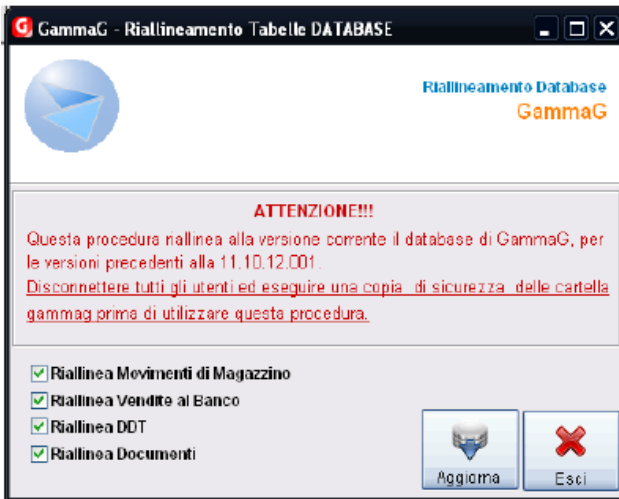 GammaG - Riallineamento Tabelle DATABASE
Riallineamento Database
GammaG
ATTENZIONE!!!
Questa procedura riallinea alla versione corrente il database di GammaG, per
le versioni precedenti alla 11.10.12.001.
Disconnettere tutti gli utenti ed eseguire una copia di sicurezza delle cartella
gammag prima di utilizzare questa procedura.
Riallinea Movimenti di Magazzino
Riallinea Vendite al Banco
Riallinea DDT
Riallinea Documenti
Aggiorna
Esci